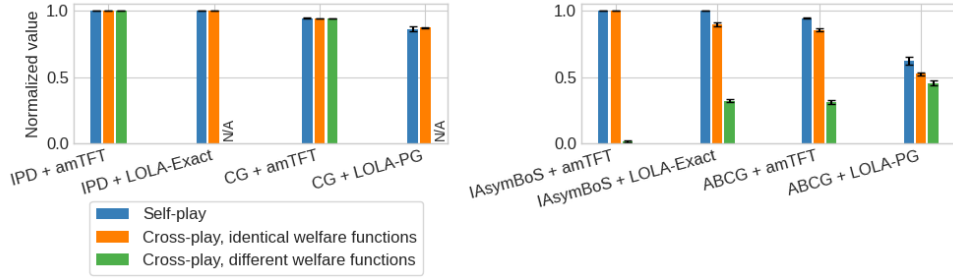 Normalized value
1.0
0.5
0.0
N/A
N/A
IPD + amTFT
IPD + LOLA-Exact
CG + amTFT
CG + LOLA-PG
1.0
0.5
0.0
IAsymBoS + amTFT
IAsymBoS + LOLA-Exact
ABCG + amTFT
ABCG + LOLA-PG
Self-play
Cross-play, identical welfare functions
Cross-play, different welfare functions